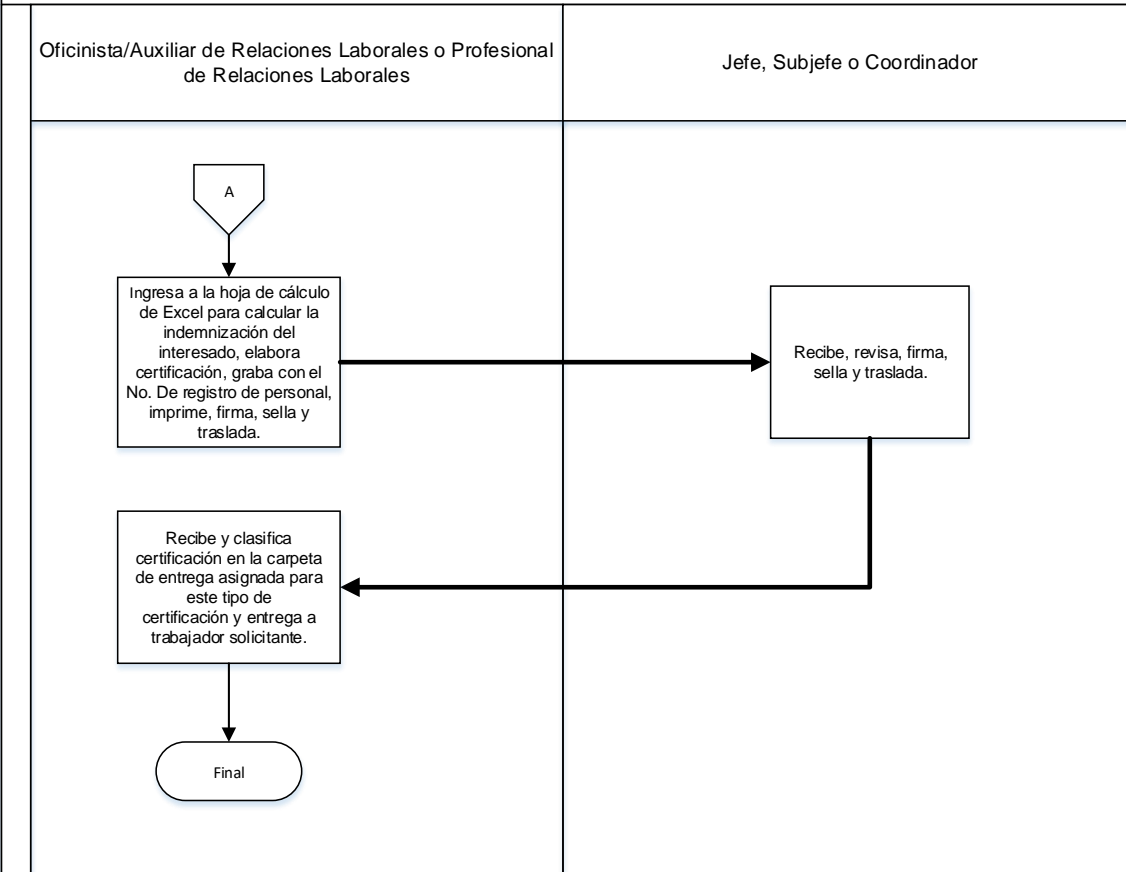 Oficinista/Auxiliar de Relaciones Laborales o Profesional
de Relaciones Laborales
Jefe, Subjefe o Coordinador
A
Ingresa a la hoja de cálculo
de Excel para calcular la
indemnización del
interesado, elabora
certificación, graba con el
No. De registro de personal,
imprime, firma, sella y
traslada.
Recibe, revisa, firma,
sella y traslada.
Recibe y clasifica
certificación en la carpeta
de entrega asignada para
este tipo de
certificación y entrega a
trabajador solicitante.
Final